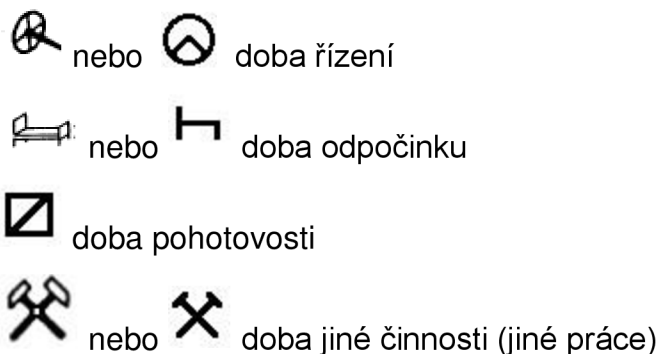 nebo doba řízení
nebo doba odpočinku
doba pohotovosti
nebo doba jiné činnosti (jiné práce)